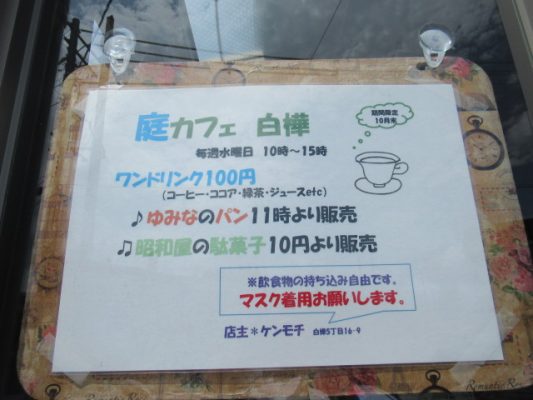 庭カフェ 白樺
期間限定
10月末
毎週水曜日 10時～15時
ワンドリンク100円
(コーヒー・ココア・緑茶・ジュースetc)
♪ゆみなのパン11時より販売
♫昭和屋の駄菓子10円より販売
※飲食物の持ち込み自由です。
マスク着用お願いします。
店主＊ケンモチ 白樺5丁目16-9
Romantic Ro